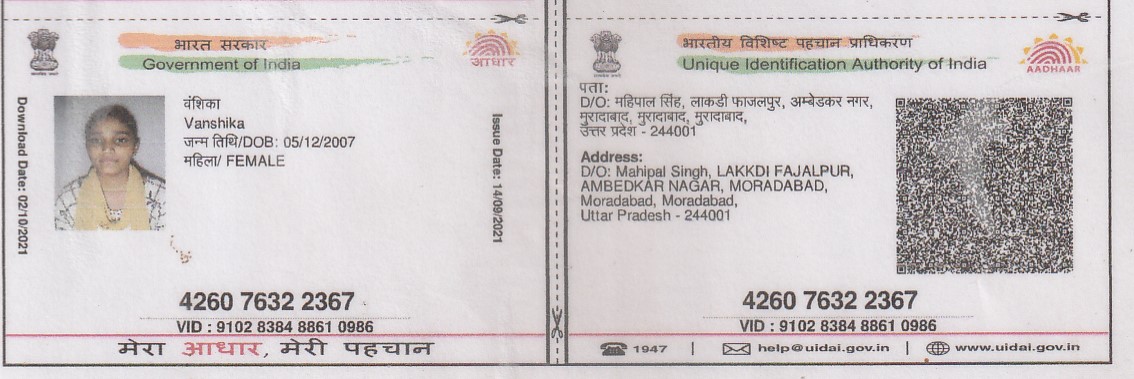 भारत सरकार
Government of India
आधार
Download Date: 02/10/2021
वंशिका
Vanshika
जन्म तिथि/DOB: 05/12/2007
महिला/ FEMALE
Issue Date: 14/09/2021
4260 7632 2367
VID : 9102 8384 8861 0986
मेरा आधार, मेरी पहचान
भारतीय विशिष्ट पहचान प्राधिकरण
Unique Identification Authority of India
AADHAAR
पता:
D/O: महिपाल सिंह, लाकडी फाजलपुर, अम्बेडकर नगर,
मुरादाबाद, मुरादाबाद, मुरादाबाद,
उत्तर प्रदेश - 244001
Address:
D/O: Mahipal Singh, LAKKDI FAJALPUR,
AMBEDKAR NAGAR, MORADABAD,
Moradabad, Moradabad,
Uttar Pradesh - 244001
4260 7632 2367
VID : 9102 8384 8861 0986
1947 | help@uidai.gov.in | www.uidai.gov.in